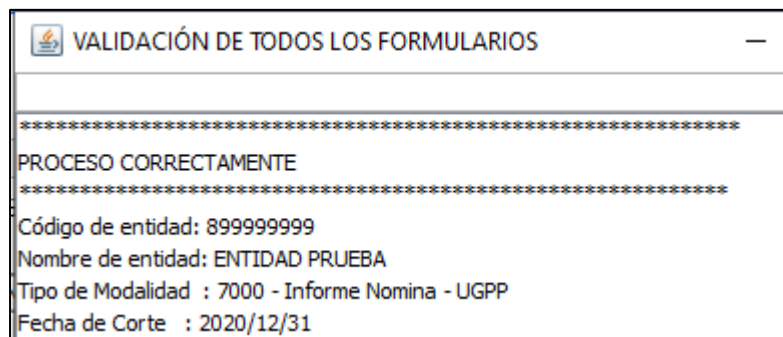 VALIDACIÓN DE TODOS LOS FORMULARIOS
************************************************************
PROCESO CORRECTAMENTE
***********************************************************
Código de entidad: 899999999
Nombre de entidad: ENTIDAD PRUEBA
Tipo de Modalidad  : 7000 - Informe Nomina - UGPP
Fecha de Corte   : 2020/12/31